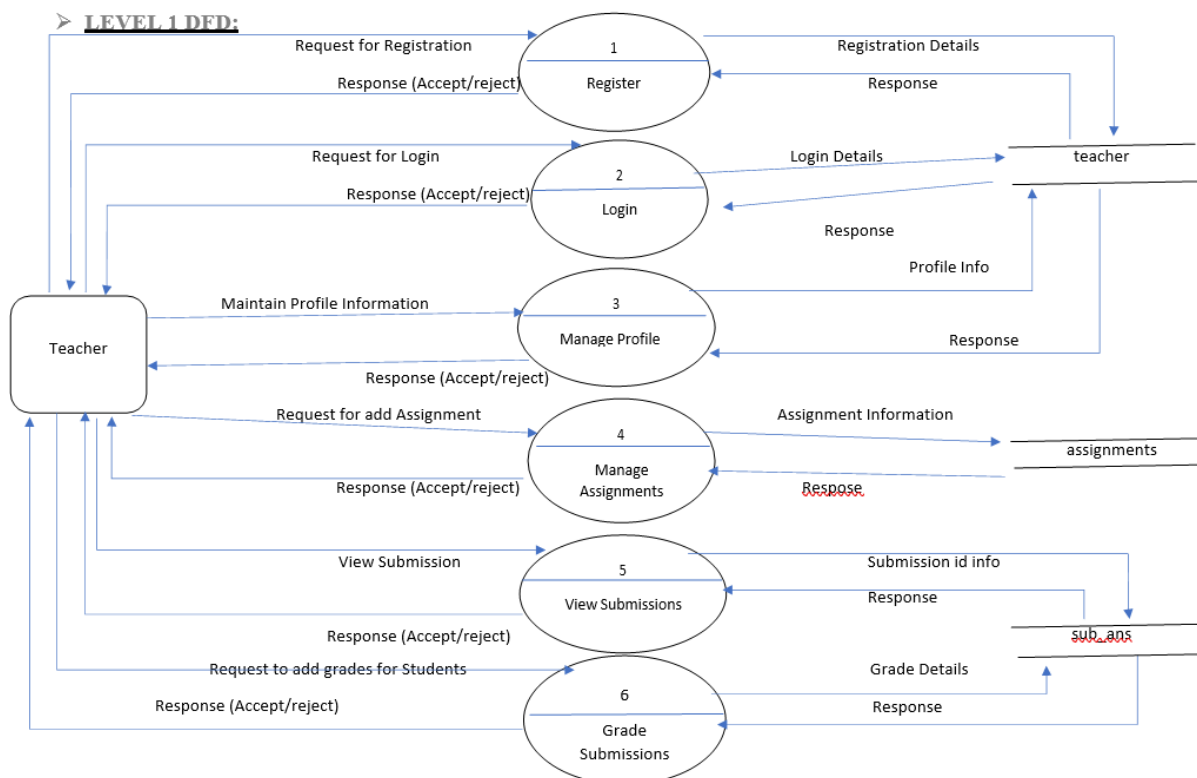 ➢ LEVEL 1 DFD:
Request for Registration
1
Register
Registration Details
Response (Accept/reject)
Response
Request for Login
2
Login
Login Details
teacher
Response (Accept/reject)
Response
Profile Info
Maintain Profile Information
3
Manage Profile
Teacher
Response
Response (Accept/reject)
Request for add Assignment
4
Manage
Assignments
Assignment Information
assignments
Response (Accept/reject)
Respose
View Submission
5
View Submissions
Submission id info
Response
Response (Accept/reject)
sub_ans
Request to add grades for Students
6
Grade
Submissions
Grade Details
Response (Accept/reject)
Response